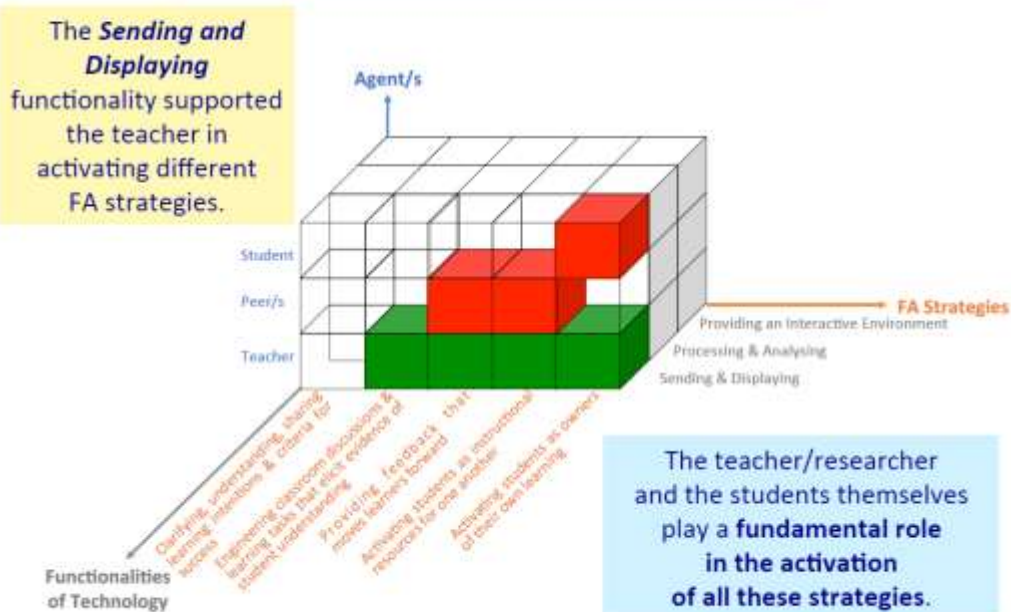 The Sending and
Displaying
functionality supported
the teacher in
activating different
FA strategies.
Agent/s
Student
Peer/s
Teacher
FA Strategies
Providing an Interactive Environment
Processing & Analysing
Sending & Displaying
Clarifying, understanding, sharing
learning intentions & criteria for
success
Engineering classroom discussions &
learning tasks that elicit evidence of
student understanding
Providing feedback that
moves learners forward
Activating students as instructional
resources for one another
Activating students as owners
of their own learning
Functionalities
of Technology
The teacher/researcher
and the students themselves
play a fundamental role
in the activation
of all these strategies.